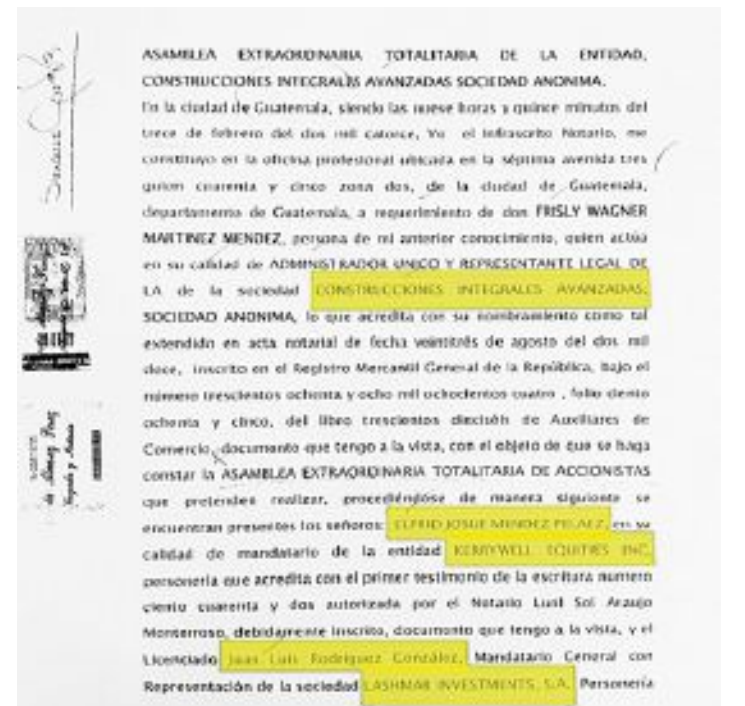 ASAMBLEA EXTRAORDINARIA TOTALITARIA DE LA ENTIDAD,
CONSTRUCCIONES INTEGRALES AVANZADAS SOCIEDAD ANONIMA.
En la ciudad de Guatemala, siendo las nueve horas y quince minutos del
trece de febrero del dos mil catorce, Yo el Infrascrito Notario, me
constituyo en la oficina profesional ubicada en la séptima avenida tres
guion cuarenta y cinco zona dos, de la ciudad de Guatemala,
departamento de Guatemala, a requerimiento de don FRISLY WAGNER
MARTINEZ MENDEZ, persona de mi anterior conocimiento, quien actúa
en su calidad de ADMINISTRADOR UNICO Y REPRESENTANTE LEGAL DE
LA de la sociedad CONSTRUCCIONES INTEGRALES AVANZADAS,
SOCIEDAD ANONIMA, lo que acredita con su nombramiento como tal
extendido en acta notarial de fecha veintitrés de agosto del dos mil
doce, inscrito en el Registro Mercantil General de la República, bajo el
número trescientos ochenta y ocho mil ochocientos cuatro , folio ciento
ochenta y cinco, del libro trescientos dieciséis de Auxiliares de
Comercio, documento que tengo a la vista, con el objeto de que se haga
constar la ASAMBLEA EXTRAORDINARIA TOTALITARIA DE ACCIONISTAS
que pretenden realizar, procediéndose de manera siguiente se
encuentran presentes los señores: JOSUE MENDEZ PELAEZ, en su
calidad de mandatario de la entidad KERRYWELL EQUITIES INC,
personería que acredita con el primer testimonio de la escritura numero
ciento cuarenta y dos autorizada por el Notario Sol Araujo
Monterroso, debidamente inscrito, documento que tengo a la vista, y el
Licenciado Juan Luis Rodríguez González, Mandatario General con
Representación de la sociedad LASHMAR INVESTMENTS, S.A. Personería